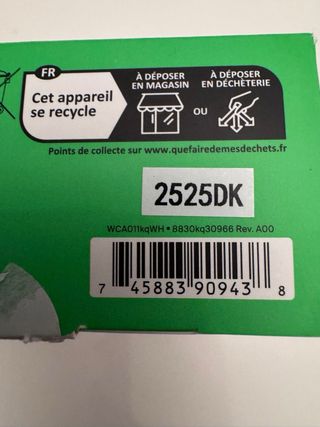 FR
Cet appareil
se recycle
À DÉPOSER
EN MAGASIN
OU
À DÉPOSER
EN DÉCHÈTERIE
Points de collecte sur www.quefairedemesdechets.fr
2525DK
WCA011kqWH • 8830kq30966 Rev. A00
7 45883 90943 8